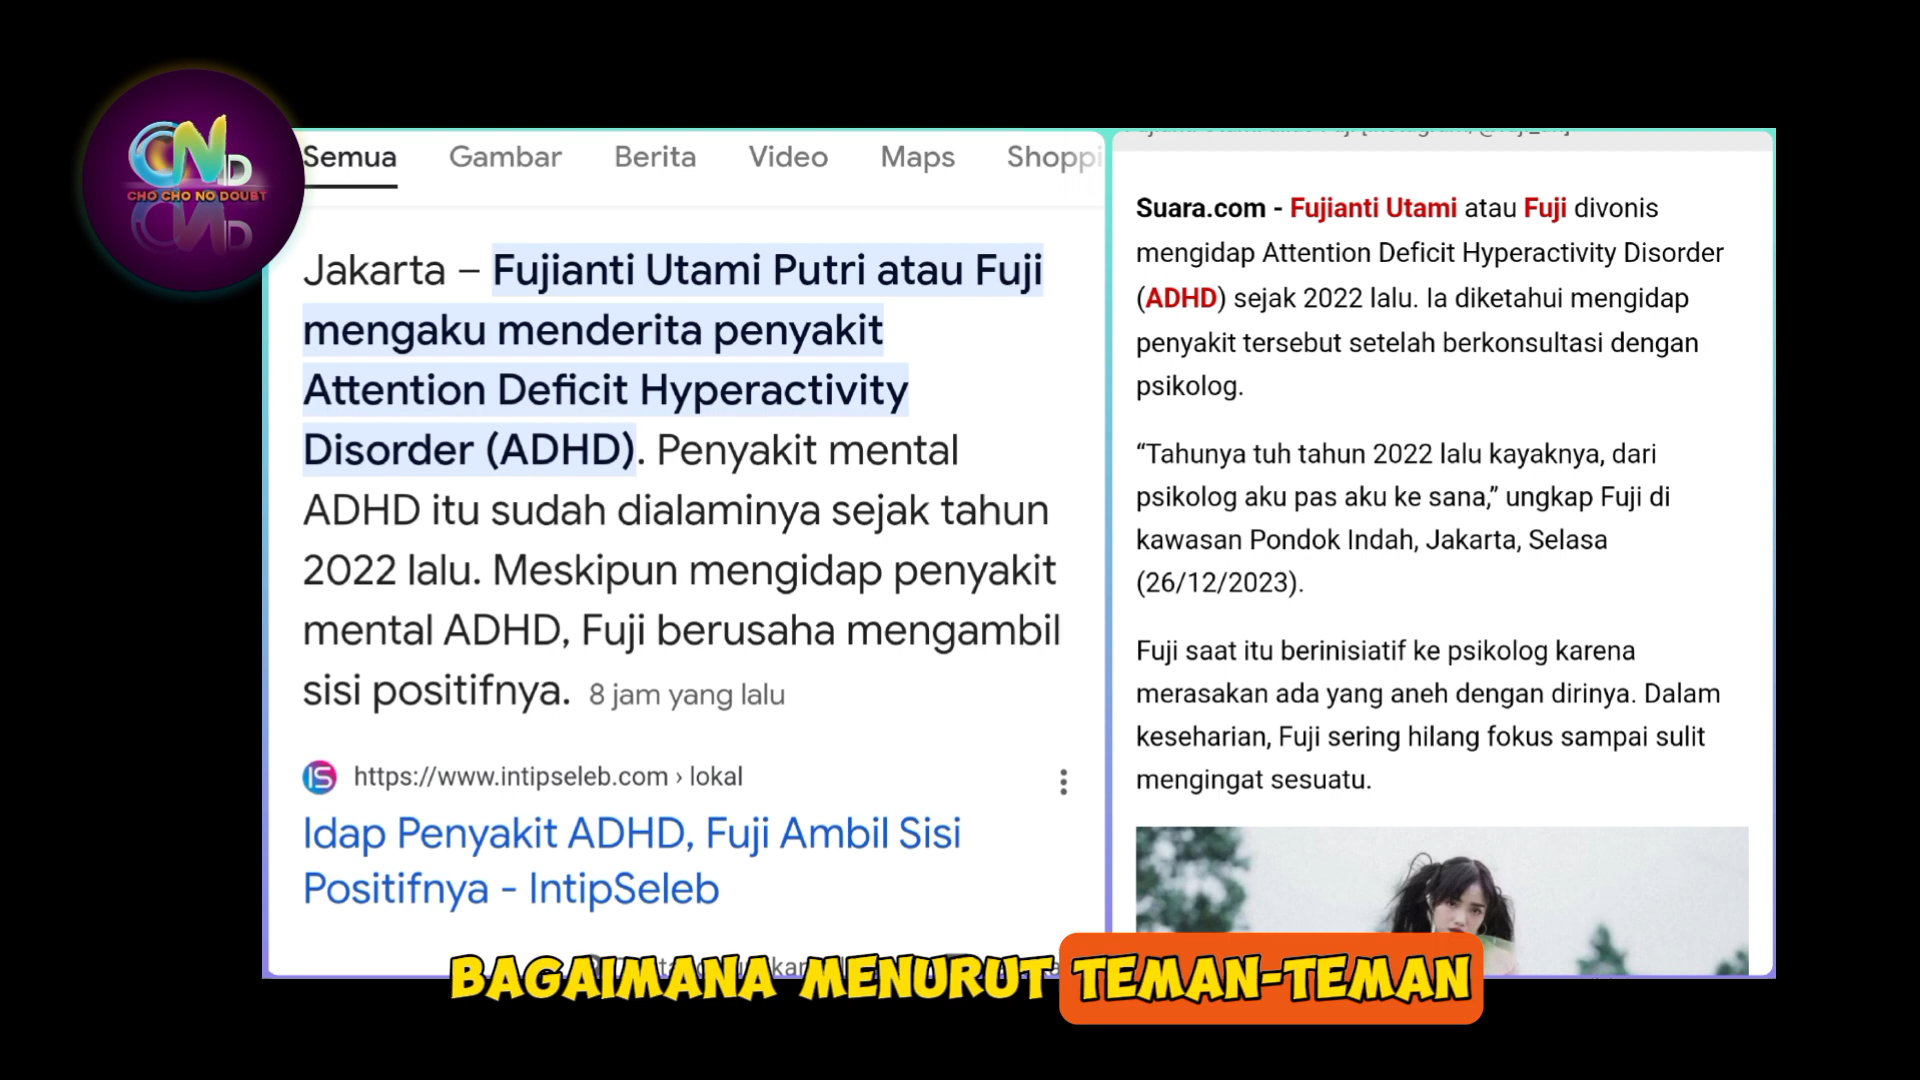 CND
CHO CHO NO DOUBT
Semua Gambar Berita Video Maps Shoppi
Jakarta – Fujianti Utami Putri atau Fuji
mengaku menderita penyakit
Attention Deficit Hyperactivity
Disorder (ADHD). Penyakit mental
ADHD itu sudah dialaminya sejak tahun
2022 lalu. Meskipun mengidap penyakit
mental ADHD, Fuji berusaha mengambil
sisi positifnya. 8 jam yang lalu
https://www.intipseleb.com › lokal
Idap Penyakit ADHD, Fuji Ambil Sisi
Positifnya - IntipSeleb
Suara.com - Fujianti Utami atau Fuji divonis
mengidap Attention Deficit Hyperactivity Disorder
(ADHD) sejak 2022 lalu. Ia diketahui mengidap
penyakit tersebut setelah berkonsultasi dengan
psikolog.
“Tahunya tuh tahun 2022 lalu kayaknya, dari
psikolog aku pas aku ke sana,” ungkap Fuji di
kawasan Pondok Indah, Jakarta, Selasa
(26/12/2023).
Fuji saat itu berinisiatif ke psikolog karena
merasakan ada yang aneh dengan dirinya. Dalam
keseharian, Fuji sering hilang fokus sampai sulit
mengingat sesuatu.
BAGAIMANA MENURUT TEMAN-TEMAN